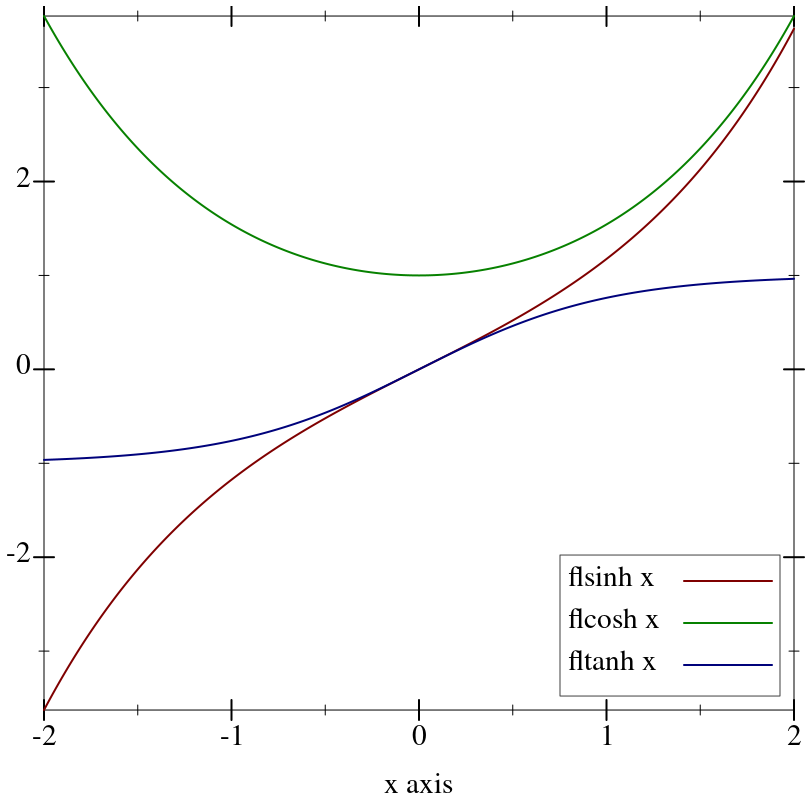 2
0
-2
flsinh x
flcosh x
fltanh x
-2 -1 0 1 2
x axis